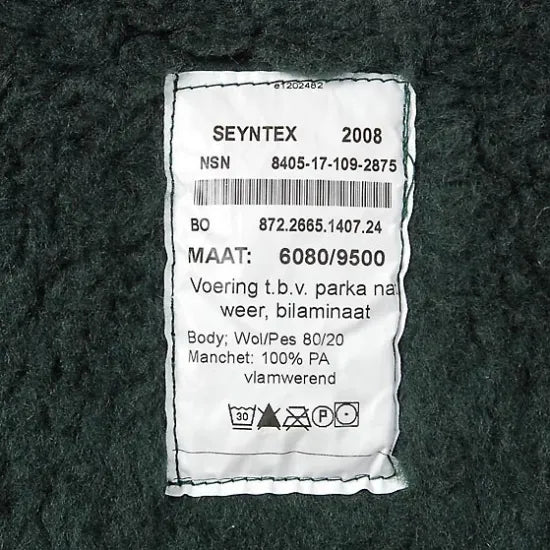 e1202482
SEYNTEX 2008
NSN 8405-17-109-2875
BO 872.2665.1407.24
MAAT: 6080/9500
Voering t.b.v. parka na
weer, bilaminaat
Body; Wol/Pes 80/20
Manchet: 100% PA
vlamwerend
30 P